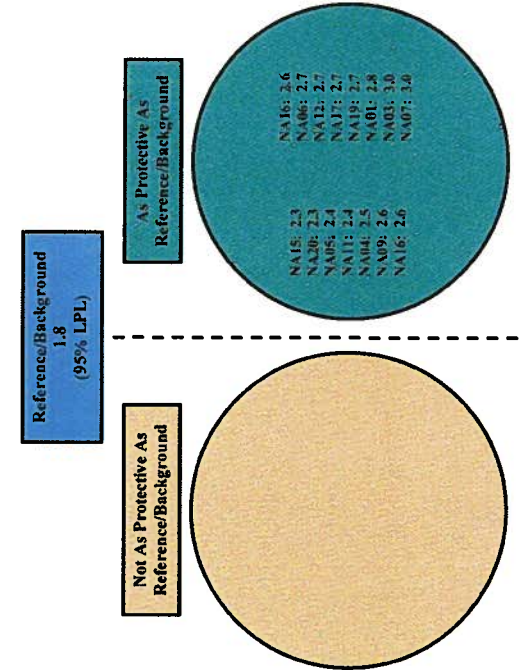 Reference/Background
1.8
(95% LPL)
Not As Protective As
Reference/Background
As Protective As
Reference/Background
NA15: 2.3
NA20: 2.3
NA05: 2.4
NA11: 2.4
NA04: 2.5
NA09: 2.6
NA16: 2.6
NA16: 2.6
NA06: 2.7
NA12: 2.7
NA17: 2.7
NA19: 2.7
NA01: 2.8
NA03: 3.0
NA07: 3.0